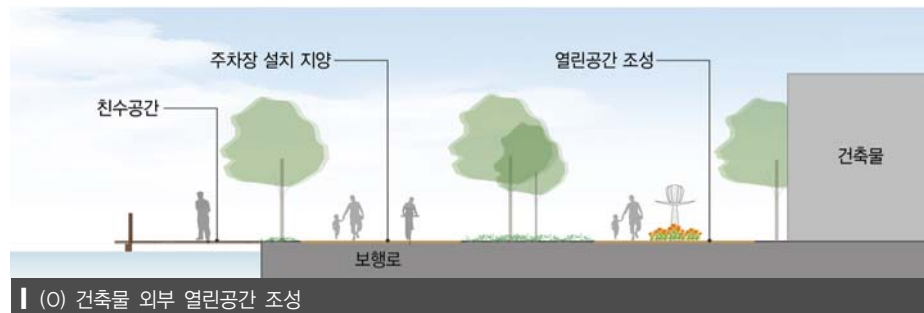 주차장 설치 지양
열린공간 조성
친수공간
건축물
보행로
(O) 건축물 외부 열린공간 조성